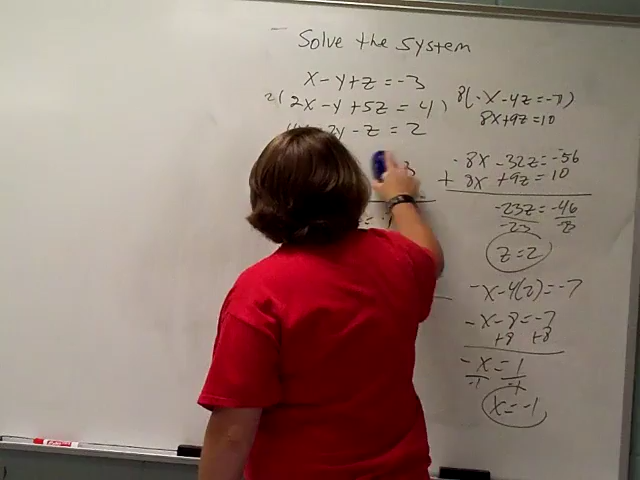 Solve the System
x - y + z = -3
2( 2x - y + 5z = 4 )
2y - z = 2
8( -x - 4z = -7 )
8x + 9z = 10
-8x - 32z = -56
+ 8x + 9z = 10
-23z = -46
-23
z = 2
-x - 4(2) = -7
-x - 8 = -7
+8 +8
-x = 1
-1 -1
x = -1